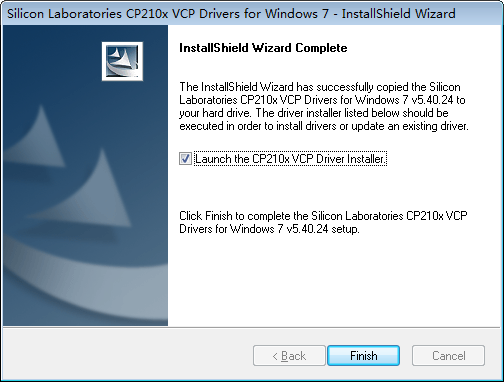 Silicon Laboratories CP210x VCP Drivers for Windows 7 - InstallShield Wizard
InstallShield Wizard Complete
The InstallShield Wizard has successfully copied the Silicon
Laboratories CP210x VCP Drivers for Windows 7 v5.40.24 to
your hard drive. The driver installer listed below should be
executed in order to install drivers or update an existing driver.
Launch the CP210x VCP Driver Installer.
Click Finish to complete the Silicon Laboratories CP210x VCP
Drivers for Windows 7 v5.40.24 setup.
< Back
Finish
Cancel